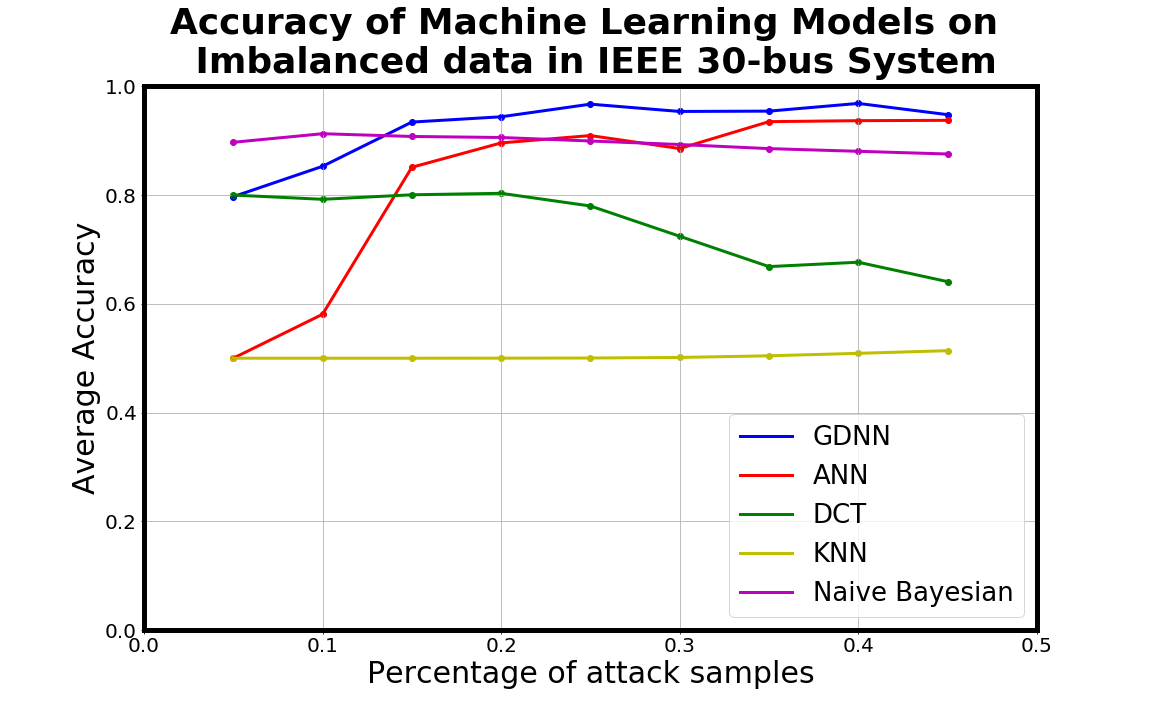 Accuracy of Machine Learning Models on
Imbalanced data in IEEE 30-bus System
Average Accuracy
1.0
0.8
0.6
0.4
0.2
0.0
GDNN
ANN
DCT
KNN
Naive Bayesian
0.0 0.1 0.2 0.3 0.4 0.5
Percentage of attack samples